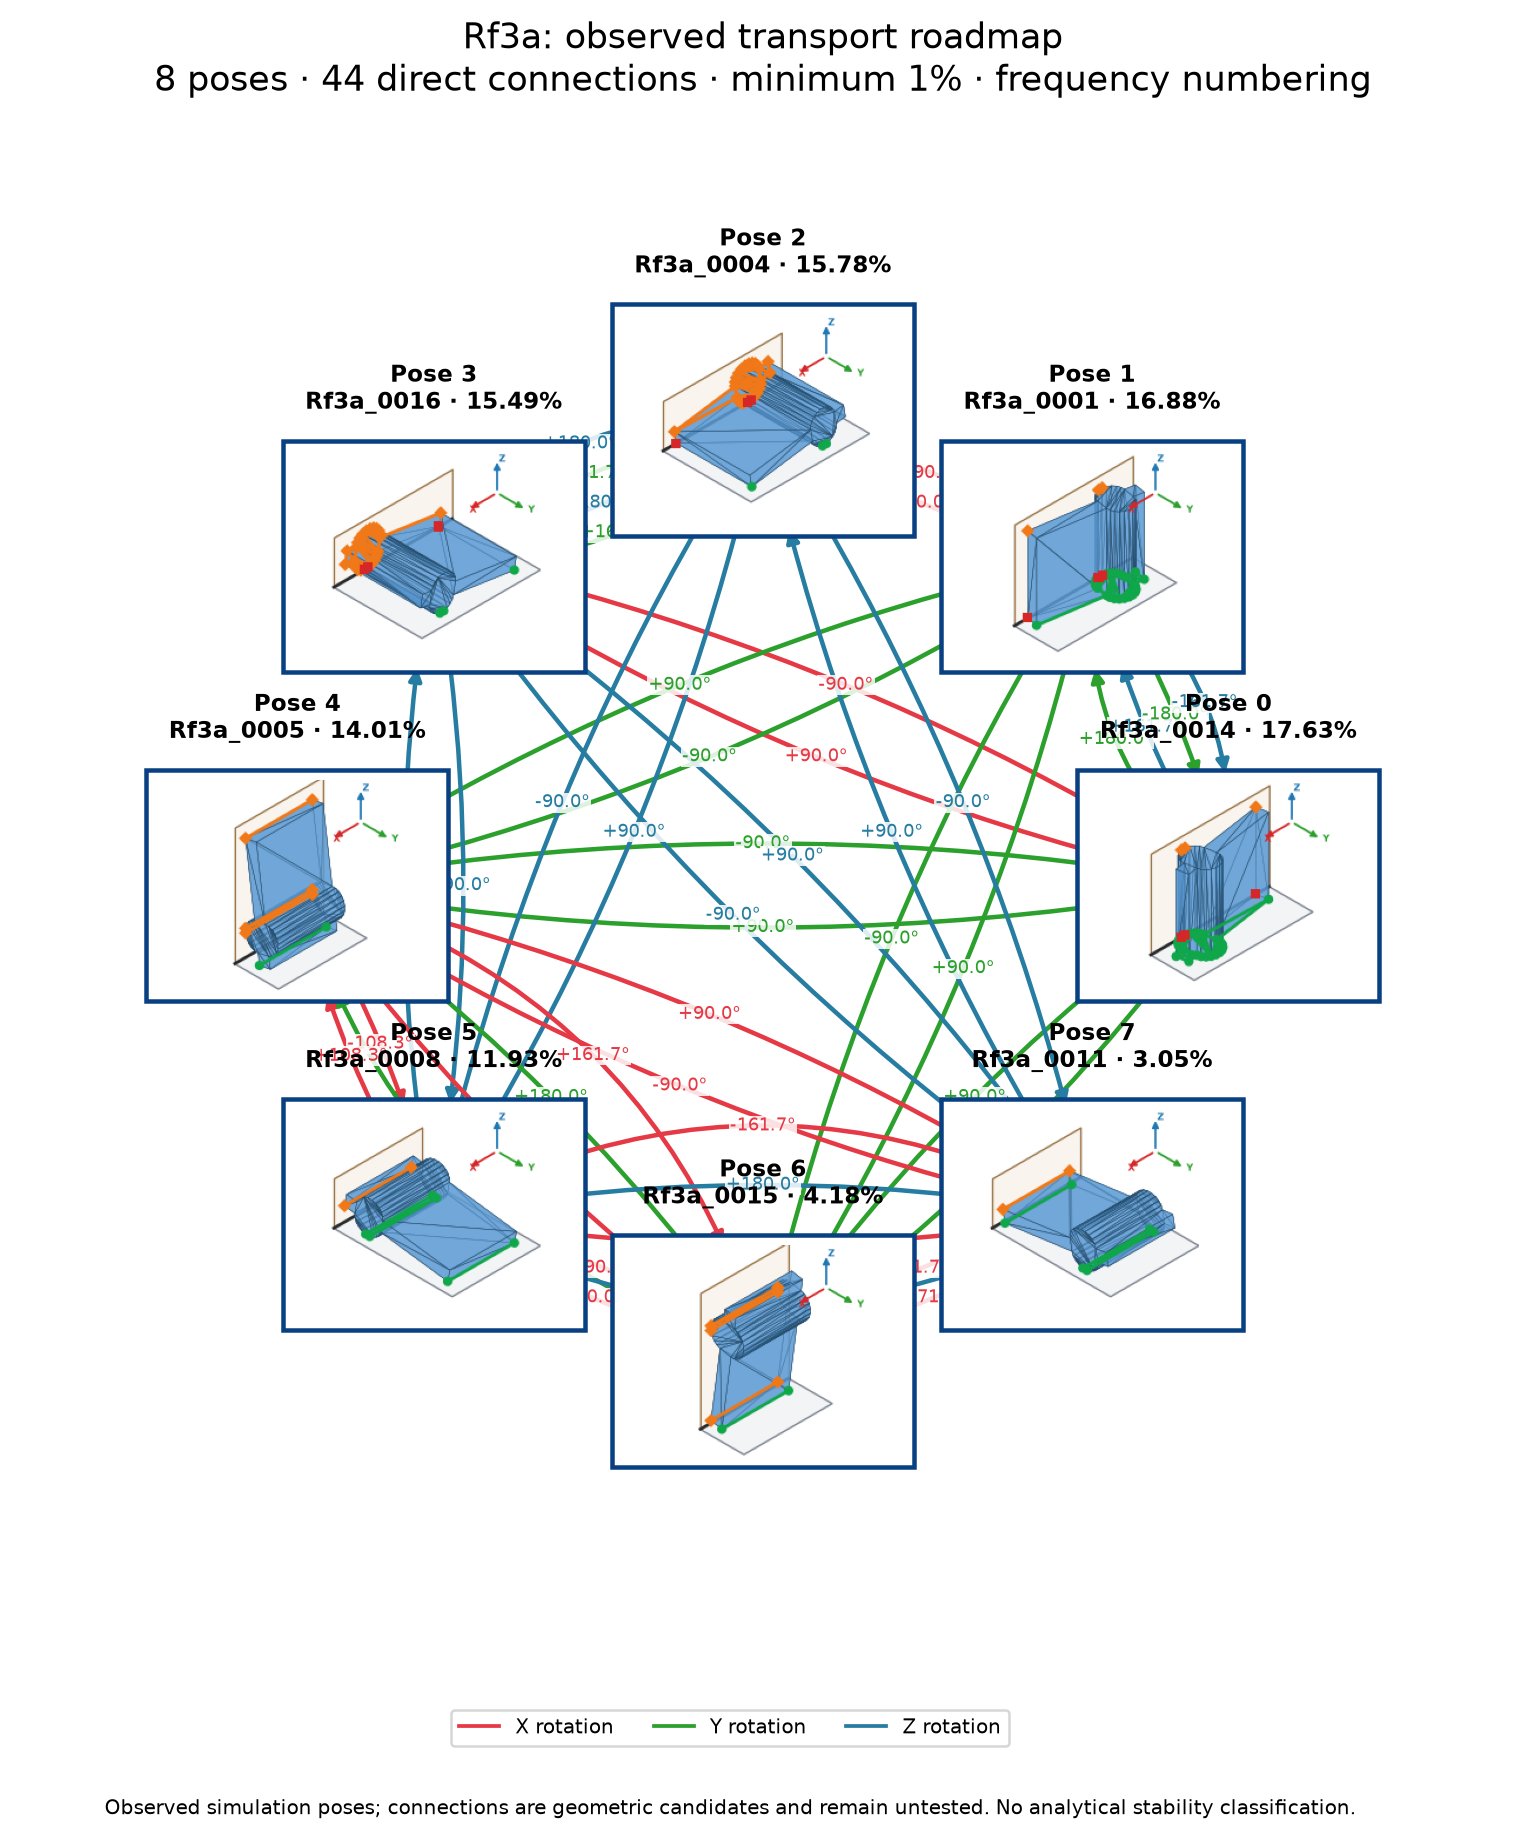 Rf3a: observed transport roadmap
8 poses · 44 direct connections · minimum 1% · frequency numbering
Pose 2
Rf3a_0004 · 15.78%
Pose 3
Rf3a_0016 · 15.49%
Pose 1
Rf3a_0001 · 16.88%
Z
X
Y
Z
X
Y
Z
Y
+90.0°
-90.0°
-90.0°
+90.0°
Pose 4
Rf3a_0005 · 14.01%
Pose 0
Rf3a_0014 · 17.63%
-180.0
+180.0
Z
X
Y
Z
X
Y
-90.0°
+90.0°
+90.0°
-90.0°
-90.0°
+90.0°
-90.0°
+90.0°
-90.0°
+90.0°
+90.0°
+90.0°
-108.3°
+161.7°
-90.0°
+180.0°
+90.0°
Pose 5
Rf3a_0008 · 11.93%
Pose 7
Rf3a_0011 · 3.05%
-161.7°
Pose 6
Rf3a_0015 · 4.18%
+180.0°
Z
X
Y
Z
X
Y
Z
Y
X rotation
Y rotation
Z rotation
Observed simulation poses; connections are geometric candidates and remain untested. No analytical stability classification.